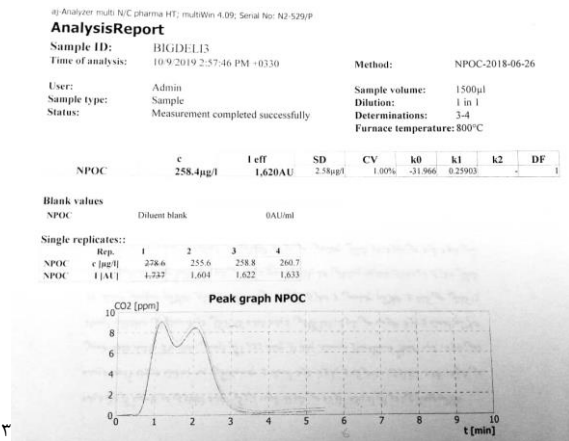 aj-Analyzer multi N/C pharma HT; multiWin 4.09; Serial No: N2-529/P
AnalysisReport
Sample ID: BIGDELI3
Time of analysis: 10/9/2019 2:57:46 PM +0330 Method: NPOC-2018-06-26
User: Admin Sample volume: 1500µl
Sample type: Sample Dilution: 1 in 1
Status: Measurement completed successfully Determinations: 3-4
Furnace temperature: 800°C
c I eff SD CV k0 k1 k2 DF
NPOC 258.4µg/l 1,620AU 2.58µg/l 1.00% -31.966 0.25903 - 1
Blank values
NPOC Diluent blank 0AU/ml
Single replicates::
Rep. 1 2 3 4
NPOC c [µg/l] 278.6 255.6 258.8 260.7
NPOC I [AU] 1,737 1,604 1,622 1,633
Peak graph NPOC
CO2 [ppm]
10
8
6
4
2
0
0 1 2 3 4 5 6 7 8 9 10
t [min]
۳